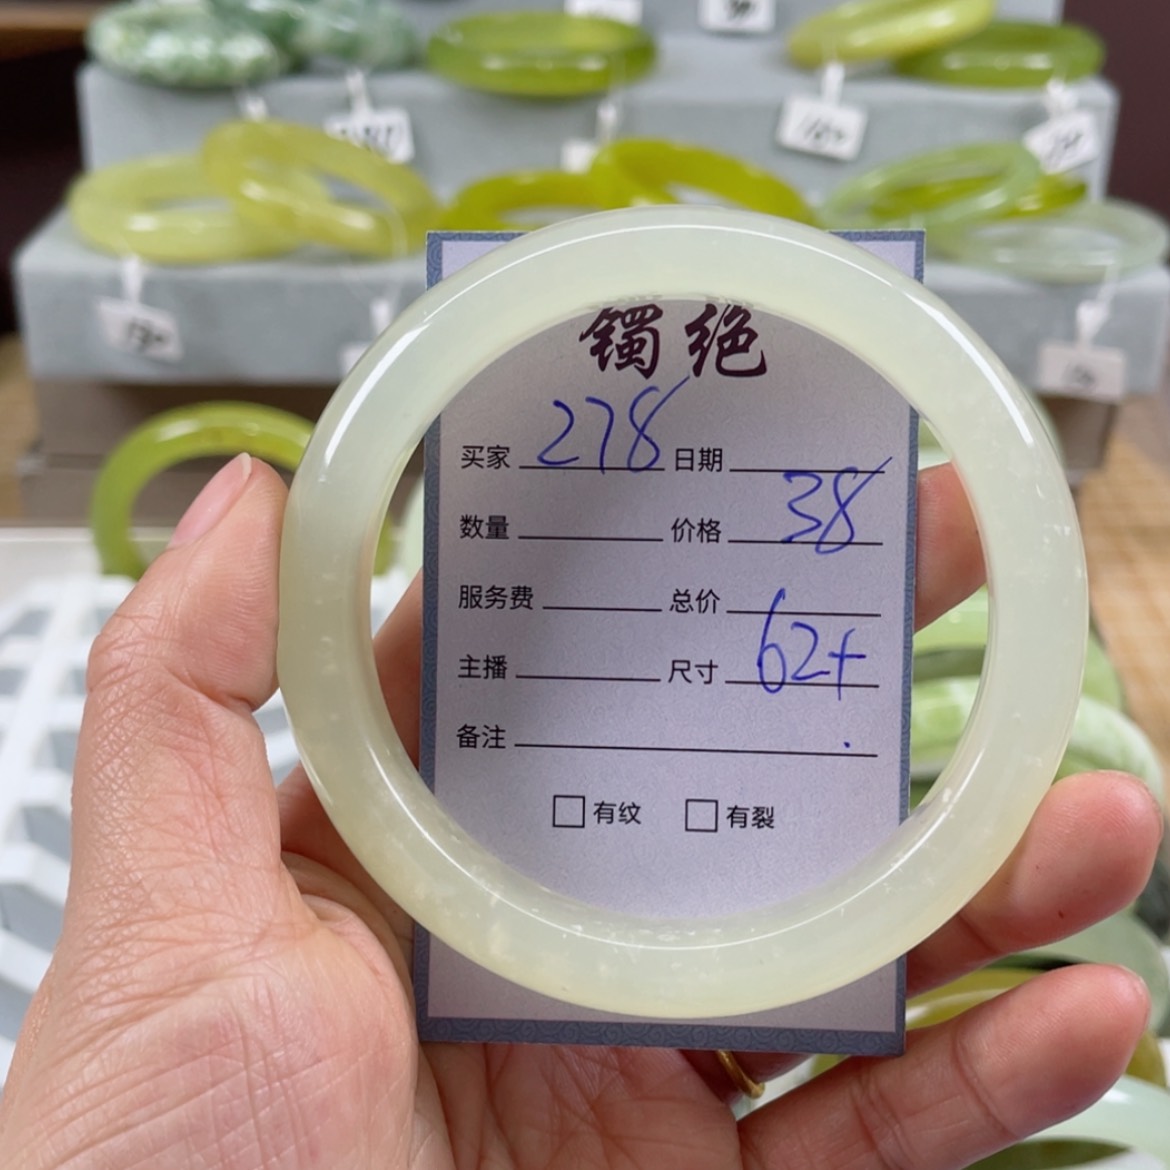 镯绝
买家 278 日期
数量 价格 38
服务费 总价
主播 尺寸 62+
备注
□ 有纹 □ 有裂